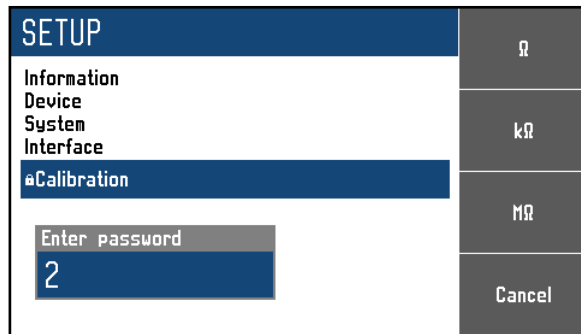 SETUP
Information
Device
System
Interface
Calibration
Enter password
2
Ω
kΩ
MΩ
Cancel